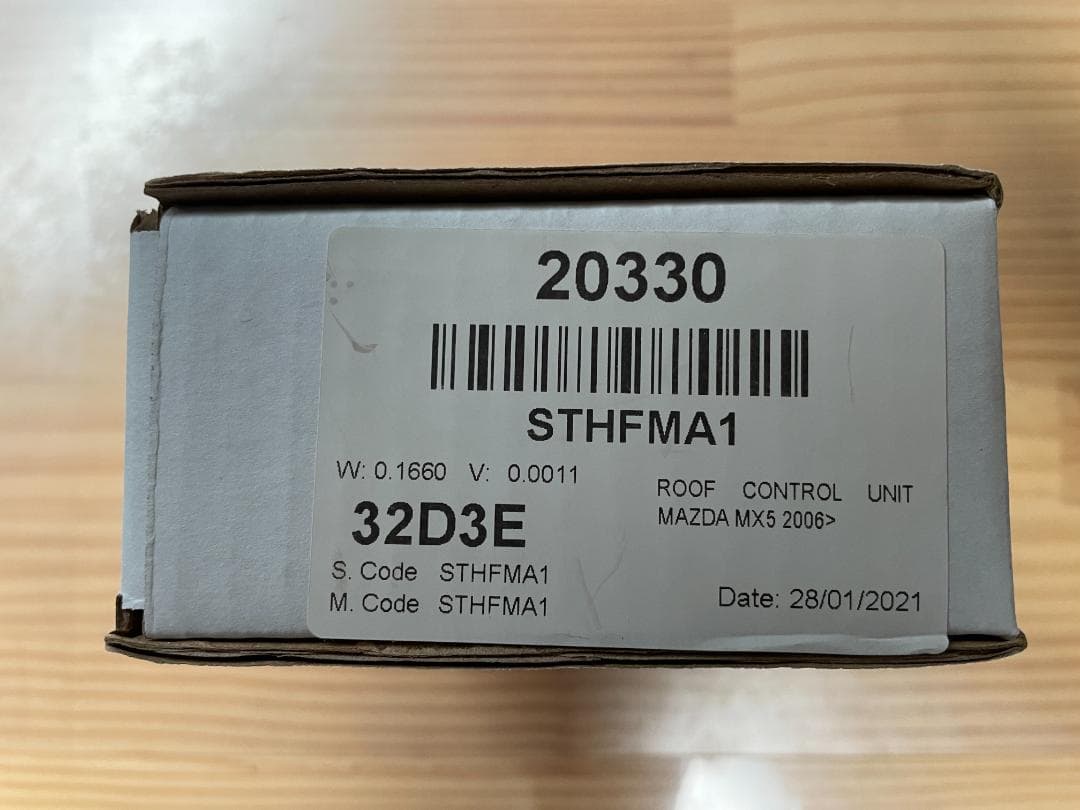 20330
STHFMA1
W: 0.1660 V: 0.0011
32D3E
S. Code STHFMA1
M. Code STHFMA1
ROOF CONTROL UNIT
MAZDA MX5 2006>
Date: 28/01/2021